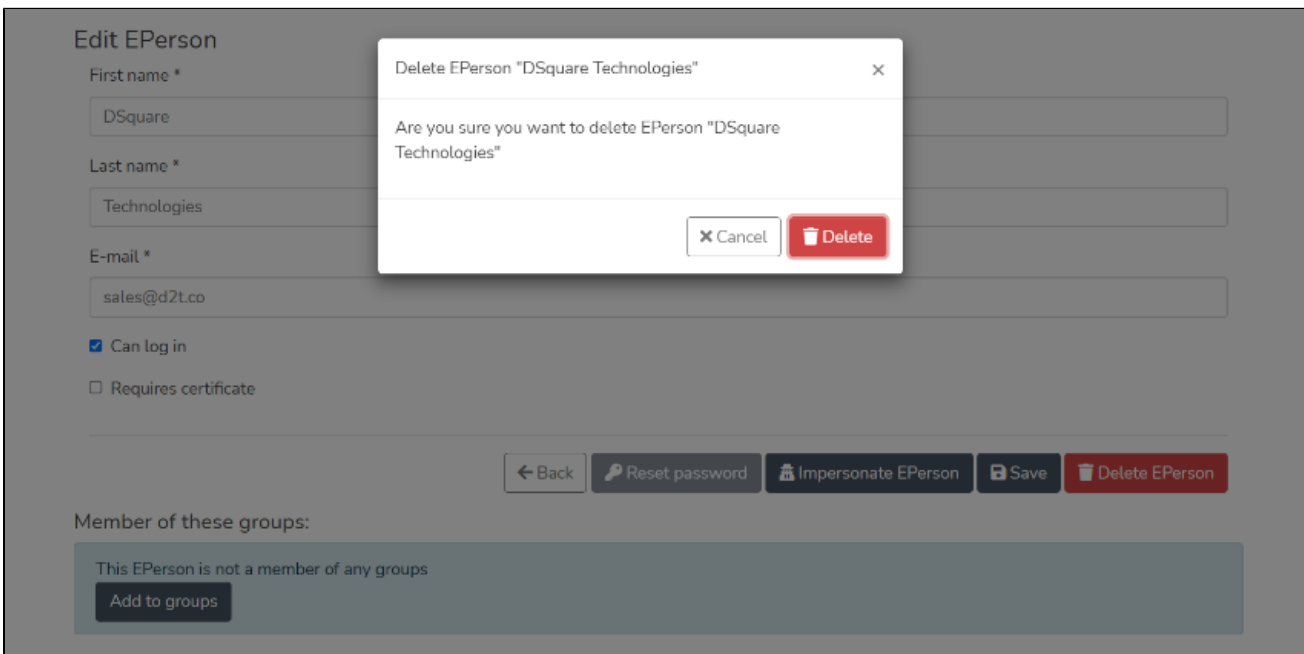 Edit EPerson
Delete EPerson "DSquare Technologies" ×
Are you sure you want to delete EPerson "DSquare
Technologies"
Cancel Delete
First name *
DSquare
Last name *
Technologies
E-mail *
sales@d2t.co
Can log in
Requires certificate
Back Reset password Impersonate EPerson Save Delete EPerson
Member of these groups:
This EPerson is not a member of any groups
Add to groups